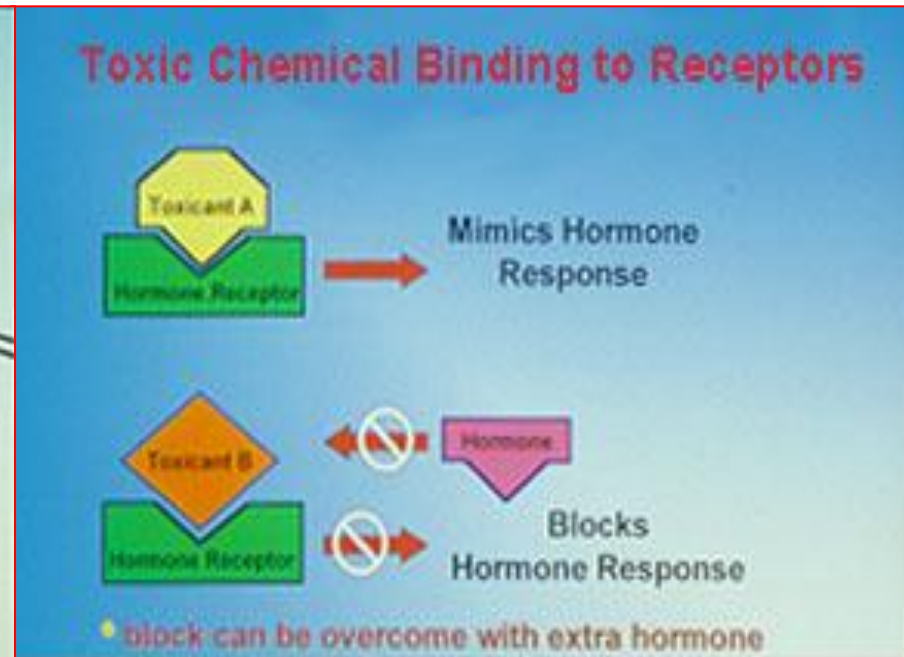 Toxic Chemical Binding to Receptors
Toxicant A
Hormone Receptor
Mimics Hormone
Response
Toxicant B
Hormone
Hormone Receptor
Blocks
Hormone Response
block can be overcome with extra hormone